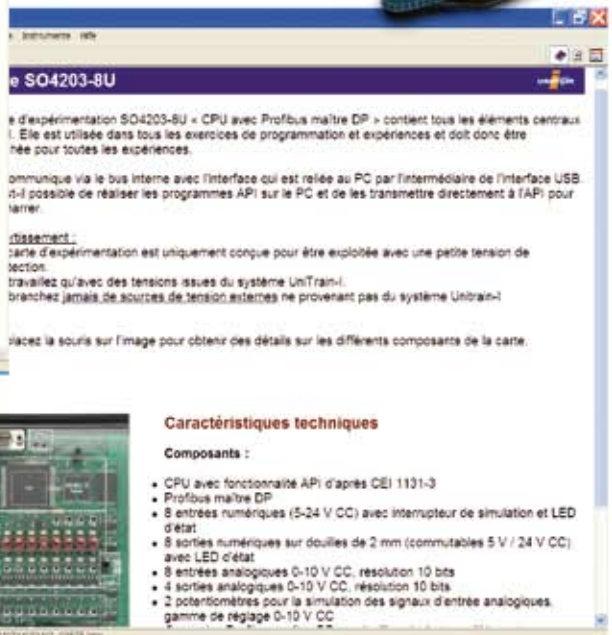 Instruments Hilfe
e SO4203-8U
e d'expérimentation SO4203-8U « CPU avec Profibus maître DP » contient tous les éléments centraux
l. Elle est utilisée dans tous les exercices de programmation et expériences et doit donc être
hée pour toutes les expériences.
ommunique via le bus interne avec l'interface qui est reliée au PC par l'intermédiaire de l'interface USB.
st-il possible de réaliser les programmes API sur le PC et de les transmettre directement à l'API pour
arrer.
rtissement :
carte d'expérimentation est uniquement conçue pour être exploitée avec une petite tension de
tection.
travaillez qu'avec des tensions issues du système UniTrain-I.
branchez jamais de sources de tension externes ne provenant pas du système Unitrain-I
lacez la souris sur l'image pour obtenir des détails sur les différents composants de la carte.
Caractéristiques techniques
Composants :
• CPU avec fonctionnalité API d'après CEI 1131-3
• Profibus maître DP
• 8 entrées numériques (5-24 V CC) avec interrupteur de simulation et LED
d'état
• 8 sorties numériques sur douilles de 2 mm (commutables 5 V / 24 V CC)
avec LED d'état
• 8 entrées analogiques 0-10 V CC, résolution 10 bits
• 4 sorties analogiques 0-10 V CC, résolution 10 bits
• 2 potentiomètres pour la simulation des signaux d'entrée analogiques,
gamme de réglage 0-10 V CC